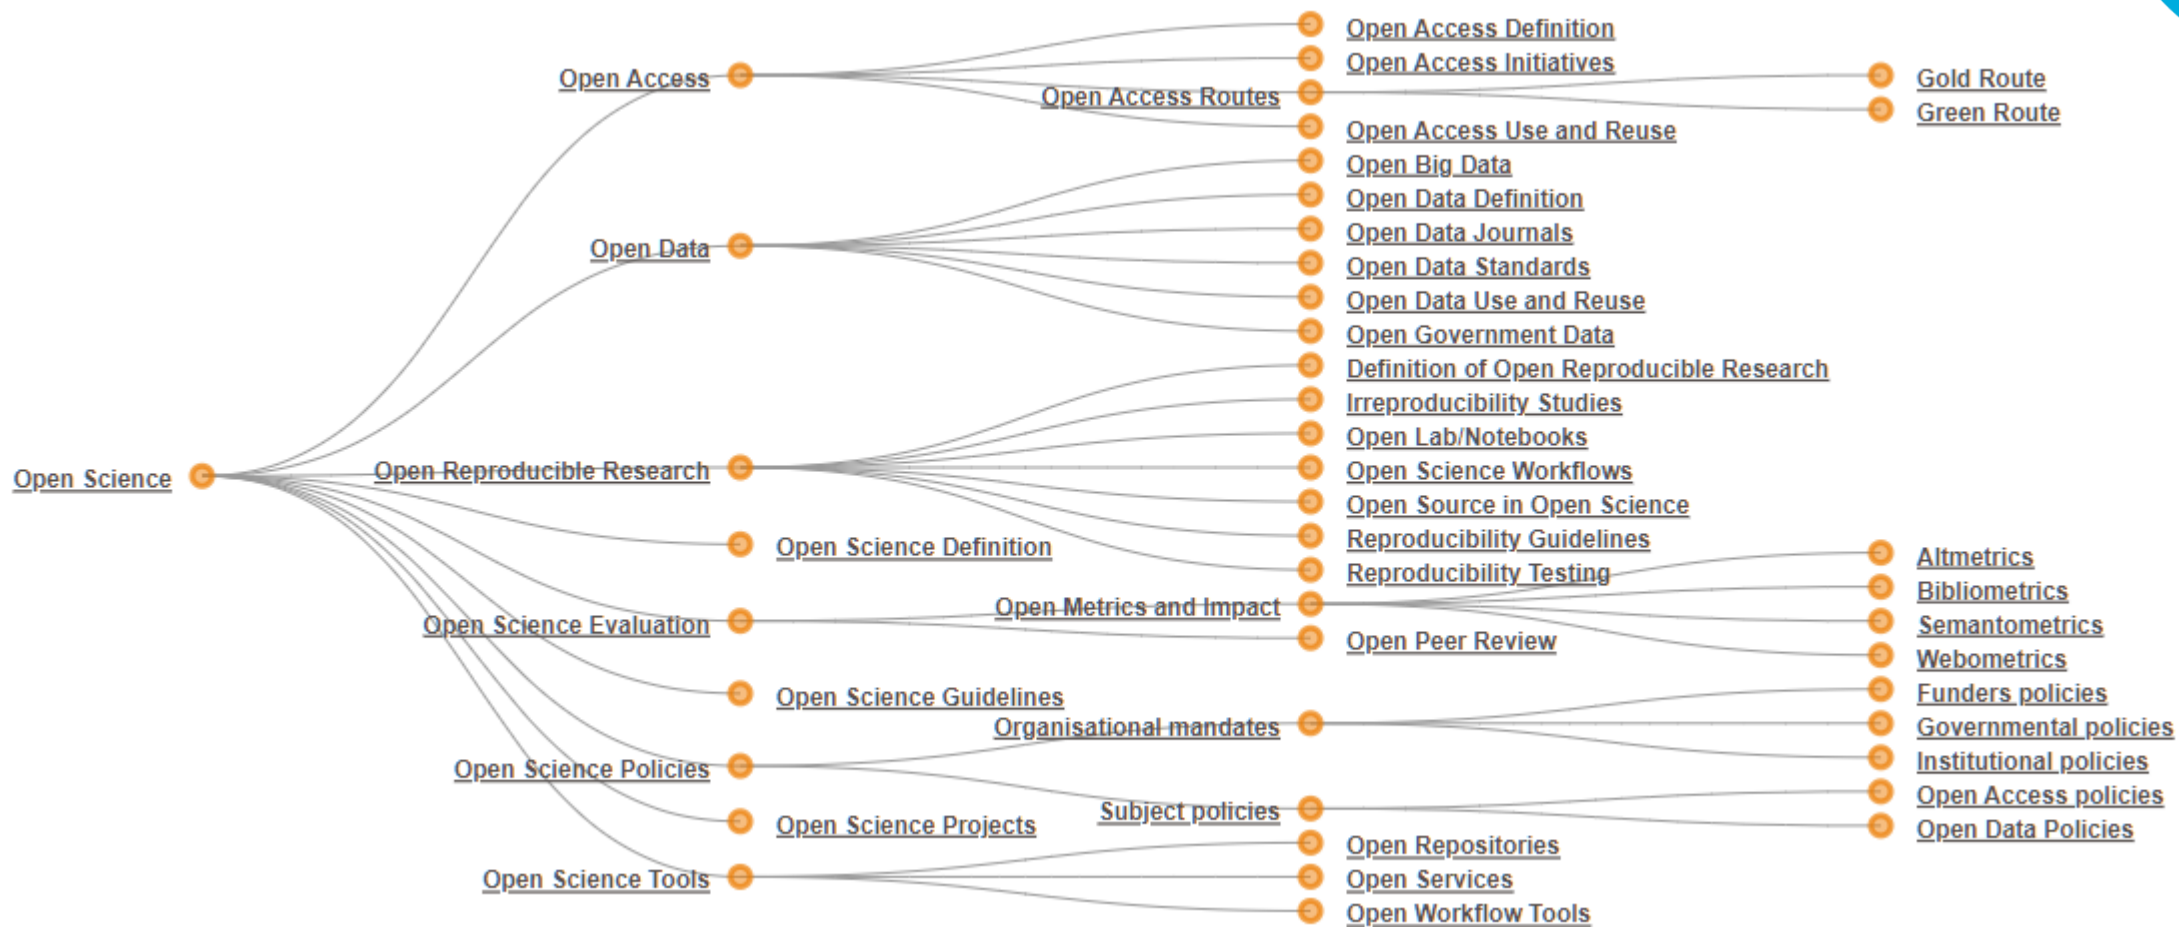 Open Science
Open Access
Open Access Definition
Open Access Initiatives
Open Access Routes
Gold Route
Green Route
Open Access Use and Reuse
Open Data
Open Big Data
Open Data Definition
Open Data Journals
Open Data Standards
Open Data Use and Reuse
Open Government Data
Open Reproducible Research
Definition of Open Reproducible Research
Irreproducibility Studies
Open Lab/Notebooks
Open Science Workflows
Open Source in Open Science
Reproducibility Guidelines
Reproducibility Testing
Open Science Definition
Open Science Evaluation
Open Metrics and Impact
Altmetrics
Bibliometrics
Semantometrics
Webometrics
Open Peer Review
Open Science Guidelines
Open Science Policies
Organisational mandates
Funders policies
Governmental policies
Institutional policies
Subject policies
Open Access policies
Open Data Policies
Open Science Projects
Open Science Tools
Open Repositories
Open Services
Open Workflow Tools